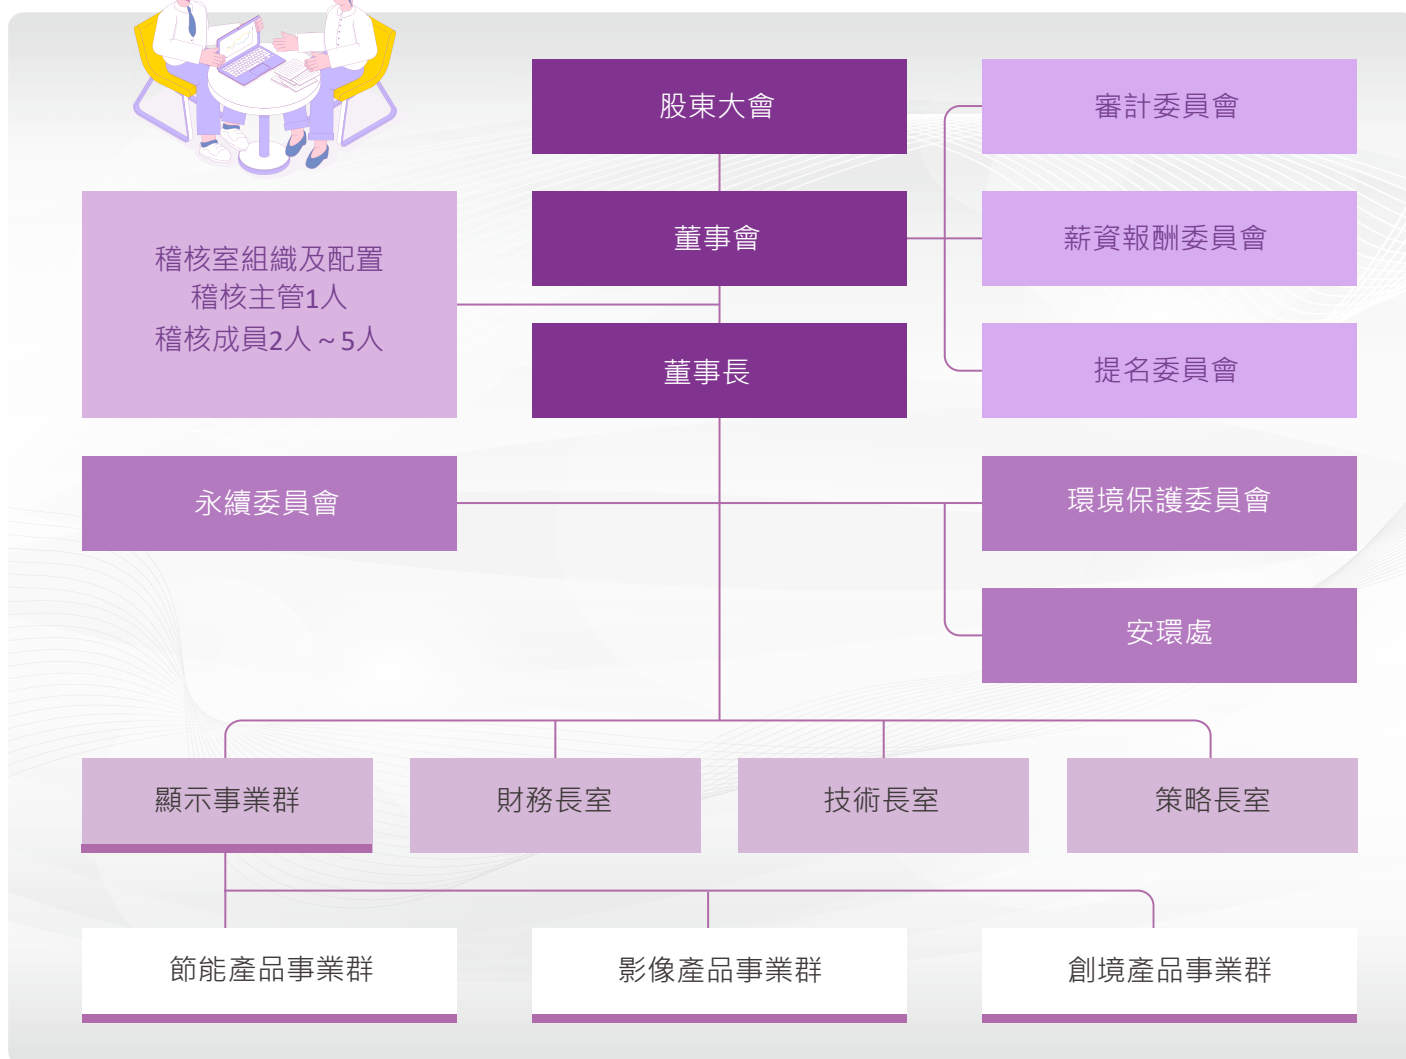 股東大會
審計委員會
董事會
薪資報酬委員會
稽核室組織及配置
稽核主管1人
稽核成員2人～5人
董事長
提名委員會
永續委員會
環境保護委員會
安環處
顯示事業群
財務長室
技術長室
策略長室
節能產品事業群
影像產品事業群
創境產品事業群